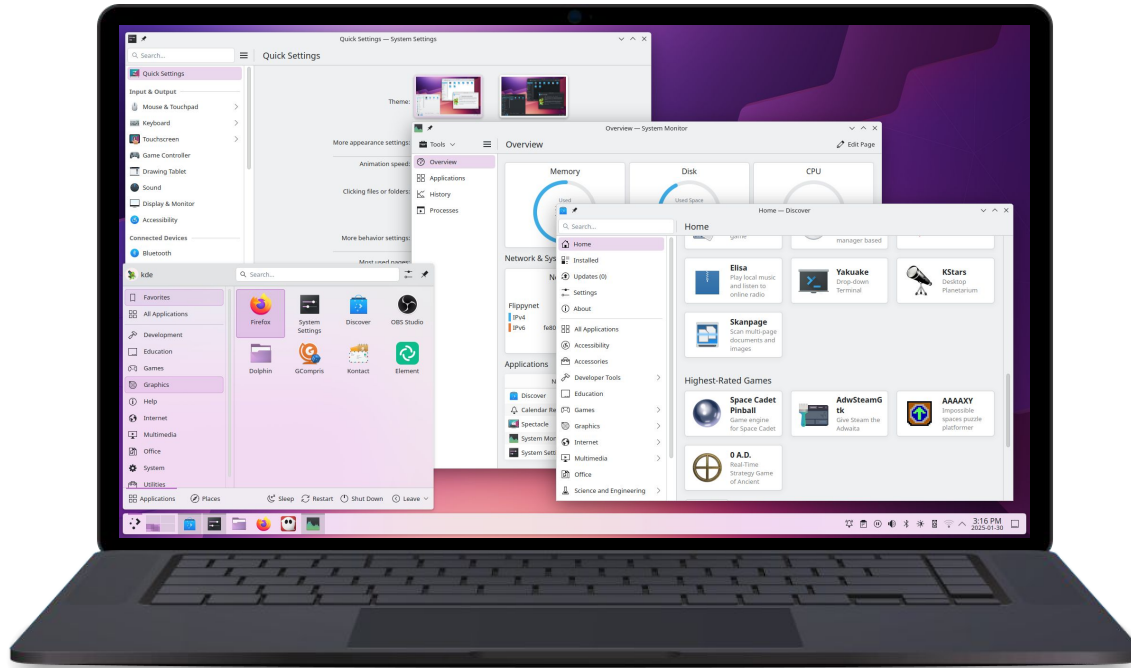 Quick Settings — System Settings
Search...
Quick Settings
Quick Settings
Input & Output
Mouse & Touchpad
Keyboard
Touchscreen
Game Controller
Drawing Tablet
Sound
Display & Monitor
Accessibility
Connected Devices
Bluetooth
Theme:
More appearance settings:
Animation speed:
Clicking files or folders:
More behavior settings:
Most used pages:
Overview — System Monitor
Tools
Overview
Edit Page
Overview
Applications
History
Processes
Memory
Disk
CPU
Used
Used Space
Network & Sys
Flippynet
IPv4
IPv6
fe80
Applications
Discover
Calendar Re
Spectacle
System Mon
System Sett
Home — Discover
Search...
Home
Home
Installed
Updates (0)
Settings
About
All Applications
Accessibility
Accessories
Developer Tools
Education
Games
Graphics
Internet
Multimedia
Office
Science and Engineering
game
manager based
Elisa
Play local music
and listen to
online radio
Yakuake
Drop-down
Terminal
KStars
Desktop
Planetarium
Skanpage
Scan multi-page
documents and
images
Highest-Rated Games
Space Cadet
Pinball
Game engine
for Space Cadet
AdwSteamG
tk
Give Steam the
Adwaita
AAAAXY
Impossible
spaces puzzle
platformer
0 A.D.
Real-Time
Strategy Game
of Ancient
kde
Search...
Favorites
All Applications
Development
Education
Games
Graphics
Help
Internet
Multimedia
Office
System
Utilities
Firefox
System
Settings
Discover
OBS Studio
Dolphin
GCompris
Kontact
Element
Applications
Places
Sleep
Restart
Shut Down
Leave
3:16 PM
2025-01-30